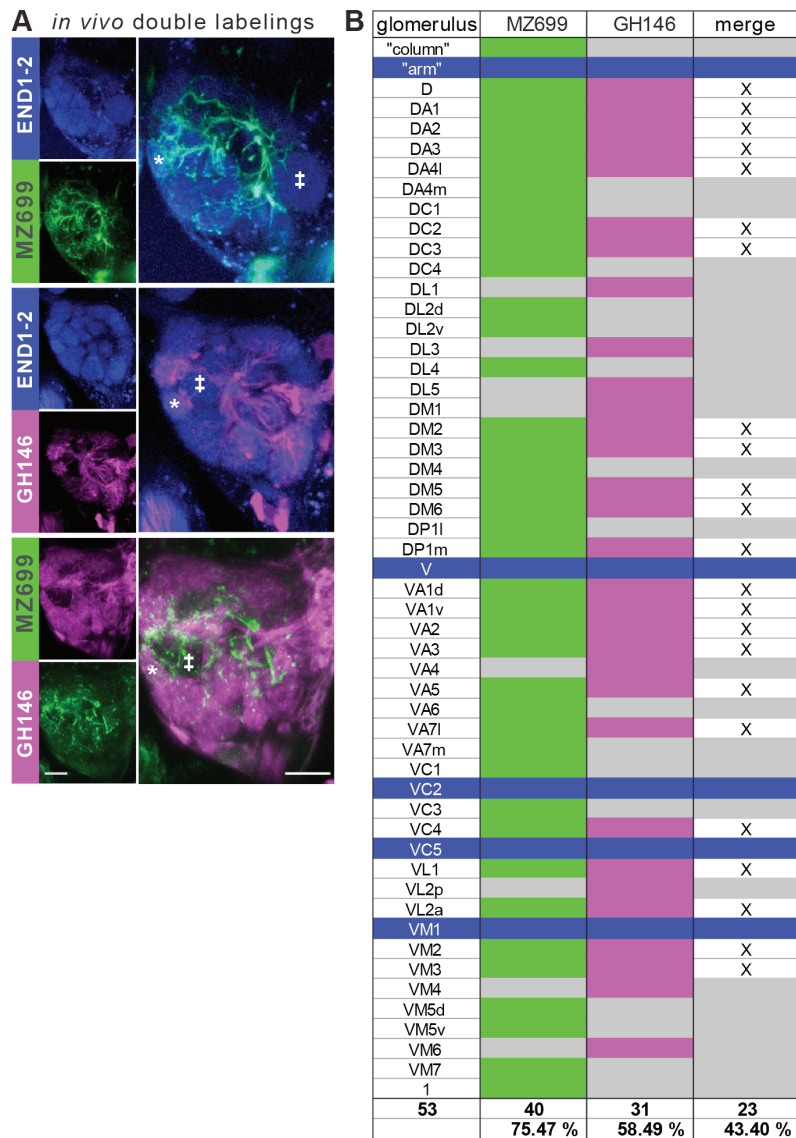 A in vivo double labelings
END1-2
MZ699
* ‡
END1-2
GH146
‡ *
MZ699
GH146
* ‡
B
glomerulus MZ699 GH146 merge
"column"
"arm"
D X
DA1 X
DA2 X
DA3 X
DA4l X
DA4m
DC1
DC2 X
DC3 X
DC4
DL1
DL2d
DL2v
DL3
DL4
DL5
DM1
DM2 X
DM3 X
DM4
DM5 X
DM6 X
DP1l
DP1m X
V
VA1d X
VA1v X
VA2 X
VA3 X
VA4
VA5 X
VA6
VA7l X
VA7m
VC1
VC2
VC3
VC4 X
VC5
VL1 X
VL2p
VL2a X
VM1
VM2 X
VM3 X
VM4
VM5d
VM5v
VM6
VM7
1
53 40 31 23
75.47 % 58.49 % 43.40 %